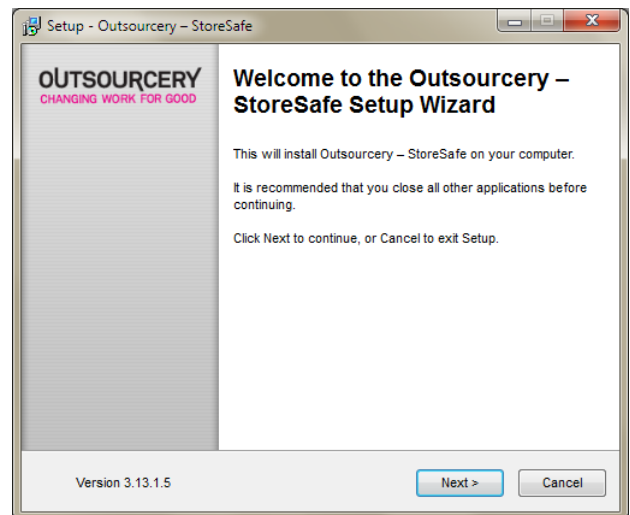 Setup - Outsourcery – StoreSafe
OUTSOURCERY
CHANGING WORK FOR GOOD
Welcome to the Outsourcery –
StoreSafe Setup Wizard
This will install Outsourcery – StoreSafe on your computer.
It is recommended that you close all other applications before
continuing.
Click Next to continue, or Cancel to exit Setup.
Version 3.13.1.5
Next >
Cancel